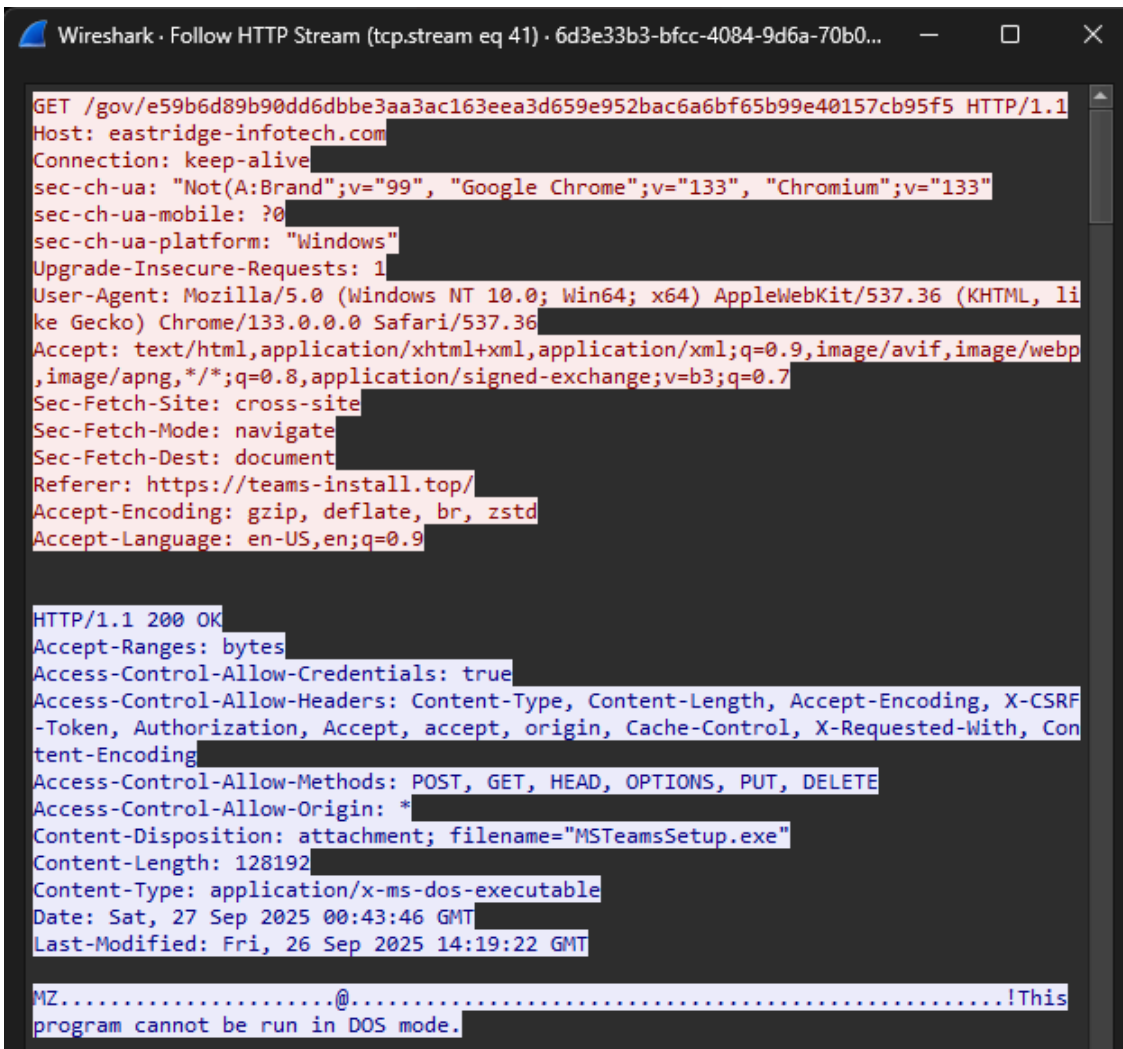 Wireshark · Follow HTTP Stream (tcp.stream eq 41) · 6d3e33b3-bfcc-4084-9d6a-70b0...
GET /gov/e59b6d89b90dd6dbbe3aa3ac163eea3d659e952bac6a6bf65b99e40157cb95f5 HTTP/1.1
Host: eastridge-infotech.com
Connection: keep-alive
sec-ch-ua: "Not(A:Brand";v="99", "Google Chrome";v="133", "Chromium";v="133"
sec-ch-ua-mobile: ?0
sec-ch-ua-platform: "Windows"
Upgrade-Insecure-Requests: 1
User-Agent: Mozilla/5.0 (Windows NT 10.0; Win64; x64) AppleWebKit/537.36 (KHTML, li
ke Gecko) Chrome/133.0.0.0 Safari/537.36
Accept: text/html,application/xhtml+xml,application/xml;q=0.9,image/avif,image/webp
,image/apng,*/*;q=0.8,application/signed-exchange;v=b3;q=0.7
Sec-Fetch-Site: cross-site
Sec-Fetch-Mode: navigate
Sec-Fetch-Dest: document
Referer: https://teams-install.top/
Accept-Encoding: gzip, deflate, br, zstd
Accept-Language: en-US,en;q=0.9
HTTP/1.1 200 OK
Accept-Ranges: bytes
Access-Control-Allow-Credentials: true
Access-Control-Allow-Headers: Content-Type, Content-Length, Accept-Encoding, X-CSRF
-Token, Authorization, Accept, accept, origin, Cache-Control, X-Requested-With, Con
tent-Encoding
Access-Control-Allow-Methods: POST, GET, HEAD, OPTIONS, PUT, DELETE
Access-Control-Allow-Origin: *
Content-Disposition: attachment; filename="MSTeamsSetup.exe"
Content-Length: 128192
Content-Type: application/x-ms-dos-executable
Date: Sat, 27 Sep 2025 00:43:46 GMT
Last-Modified: Fri, 26 Sep 2025 14:19:22 GMT
MZ......................@....................................................!This
program cannot be run in DOS mode.